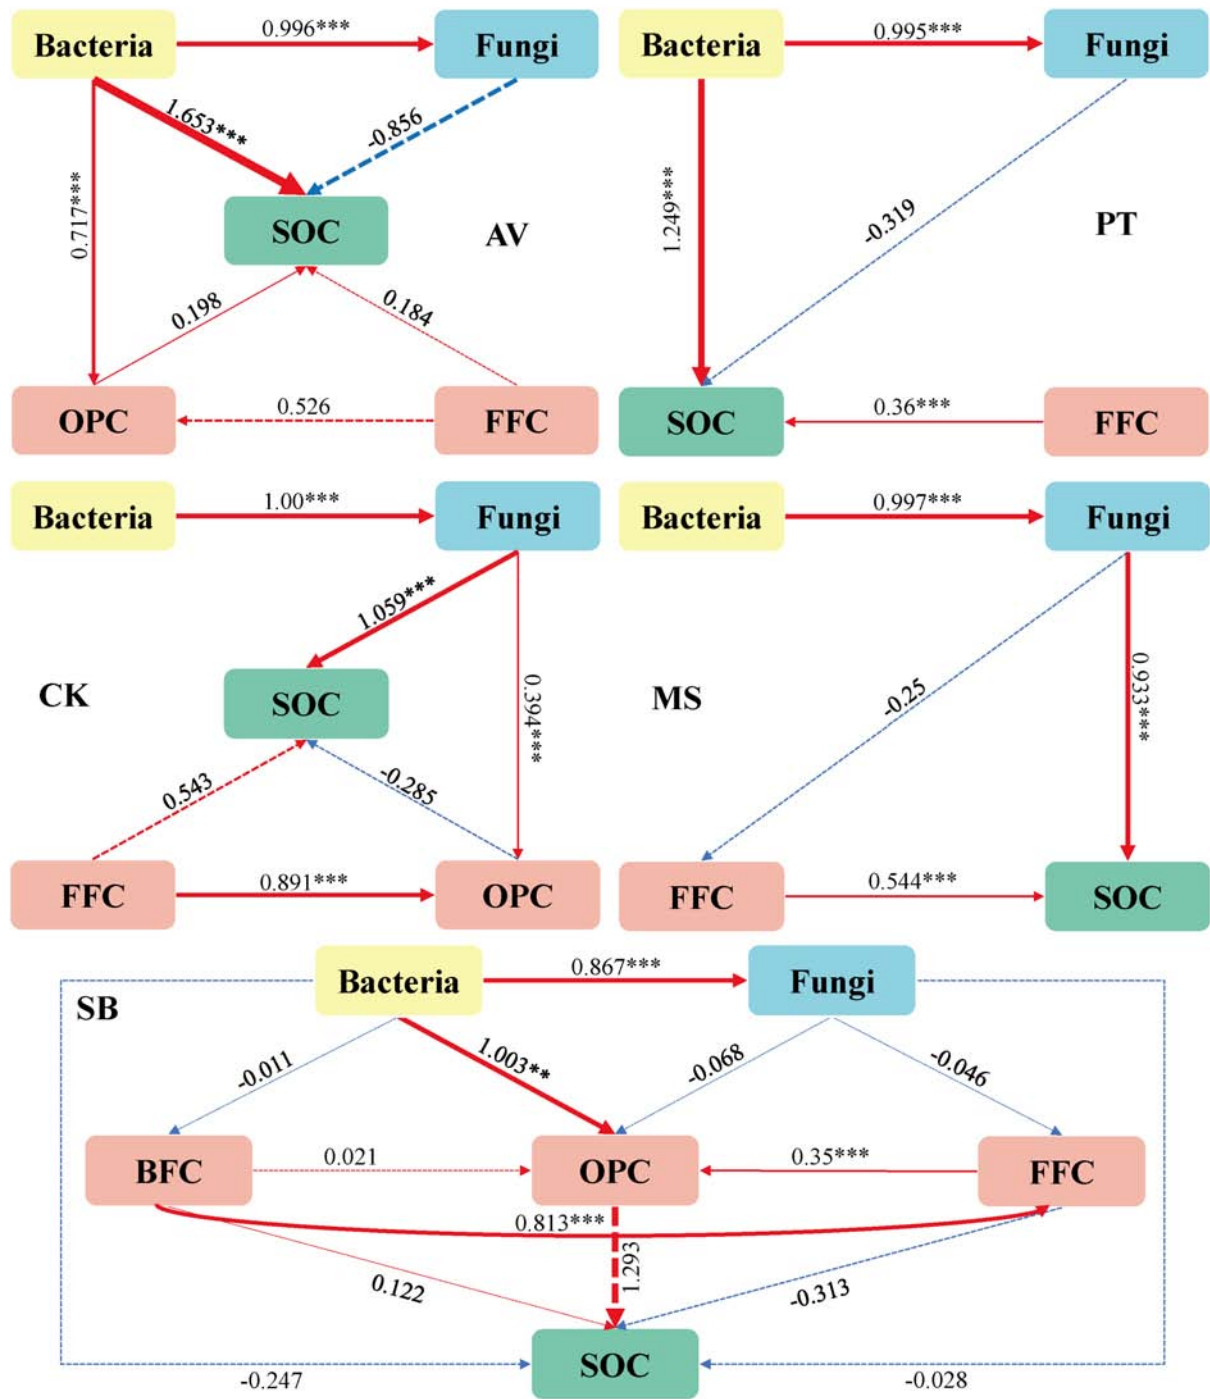 Bacteria 0.996*** Fungi
1.653***
-0.856
0.717***
SOC
AV
0.198
0.184
OPC 0.526 FFC
Bacteria 0.995*** Fungi
1.249***
-0.319
PT
SOC 0.36*** FFC
Bacteria 1.00*** Fungi
1.059***
CK
SOC
0.394***
0.543
-0.285
FFC 0.891*** OPC
Bacteria 0.997*** Fungi
MS
-0.25
0.933***
FFC 0.544*** SOC
SB
Bacteria 0.867*** Fungi
-0.011
1.003**
-0.068
-0.046
BFC 0.021 OPC 0.35*** FFC
0.813***
1.293
0.122
-0.313
SOC
-0.247
-0.028